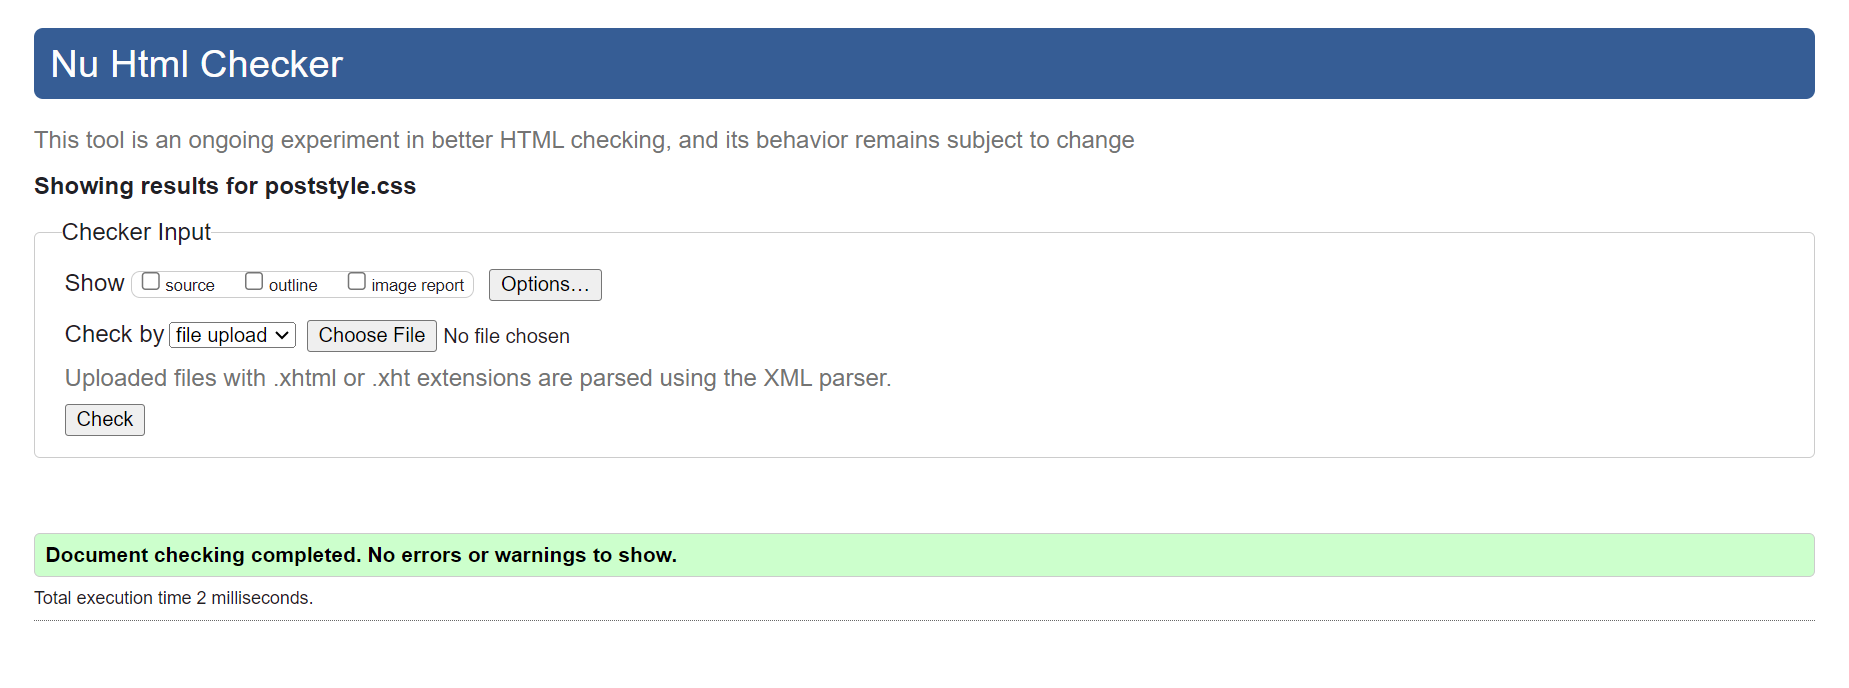 Nu Html Checker
This tool is an ongoing experiment in better HTML checking, and its behavior remains subject to change
Showing results for poststyle.css
Checker Input
Show source outline image report Options...
Check by file upload Choose File No file chosen
Uploaded files with .xhtml or .xht extensions are parsed using the XML parser.
Check
Document checking completed. No errors or warnings to show.
Total execution time 2 milliseconds.